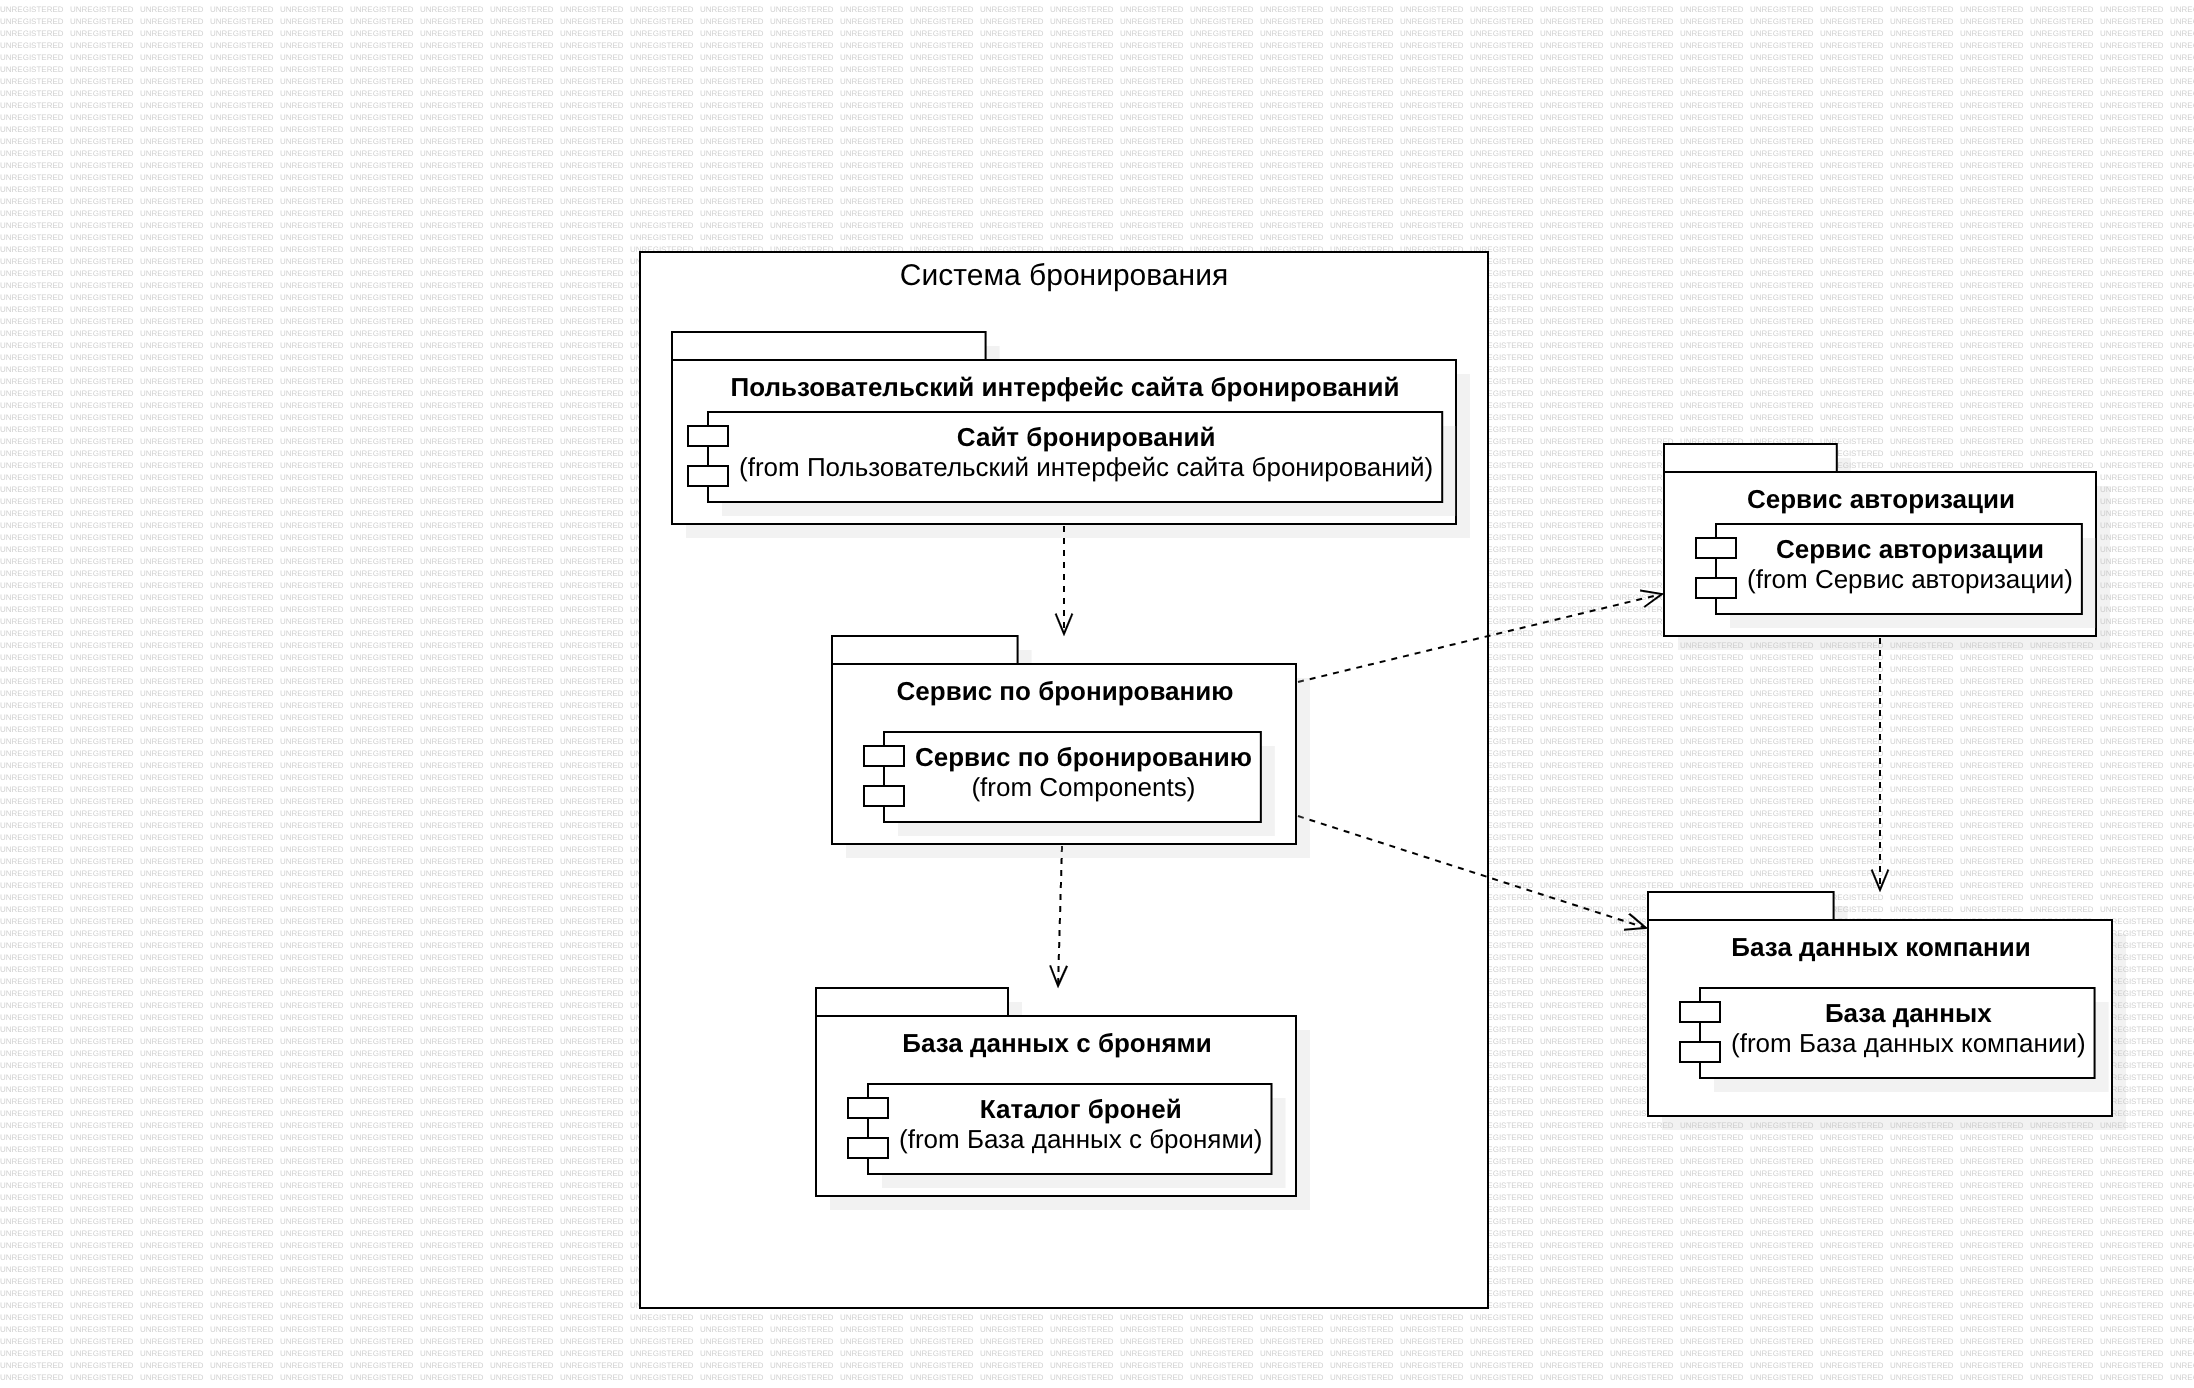 Система бронирования
Пользовательский интерфейс сайта бронирований
Сайт бронирований
(from Пользовательский интерфейс сайта бронирований)
Сервис авторизации
Сервис авторизации
(from Сервис авторизации)
Сервис по бронированию
Сервис по бронированию
(from Components)
База данных компании
База данных
(from База данных компании)
База данных с бронями
Каталог броней
(from База данных с бронями)
UNREGISTERED